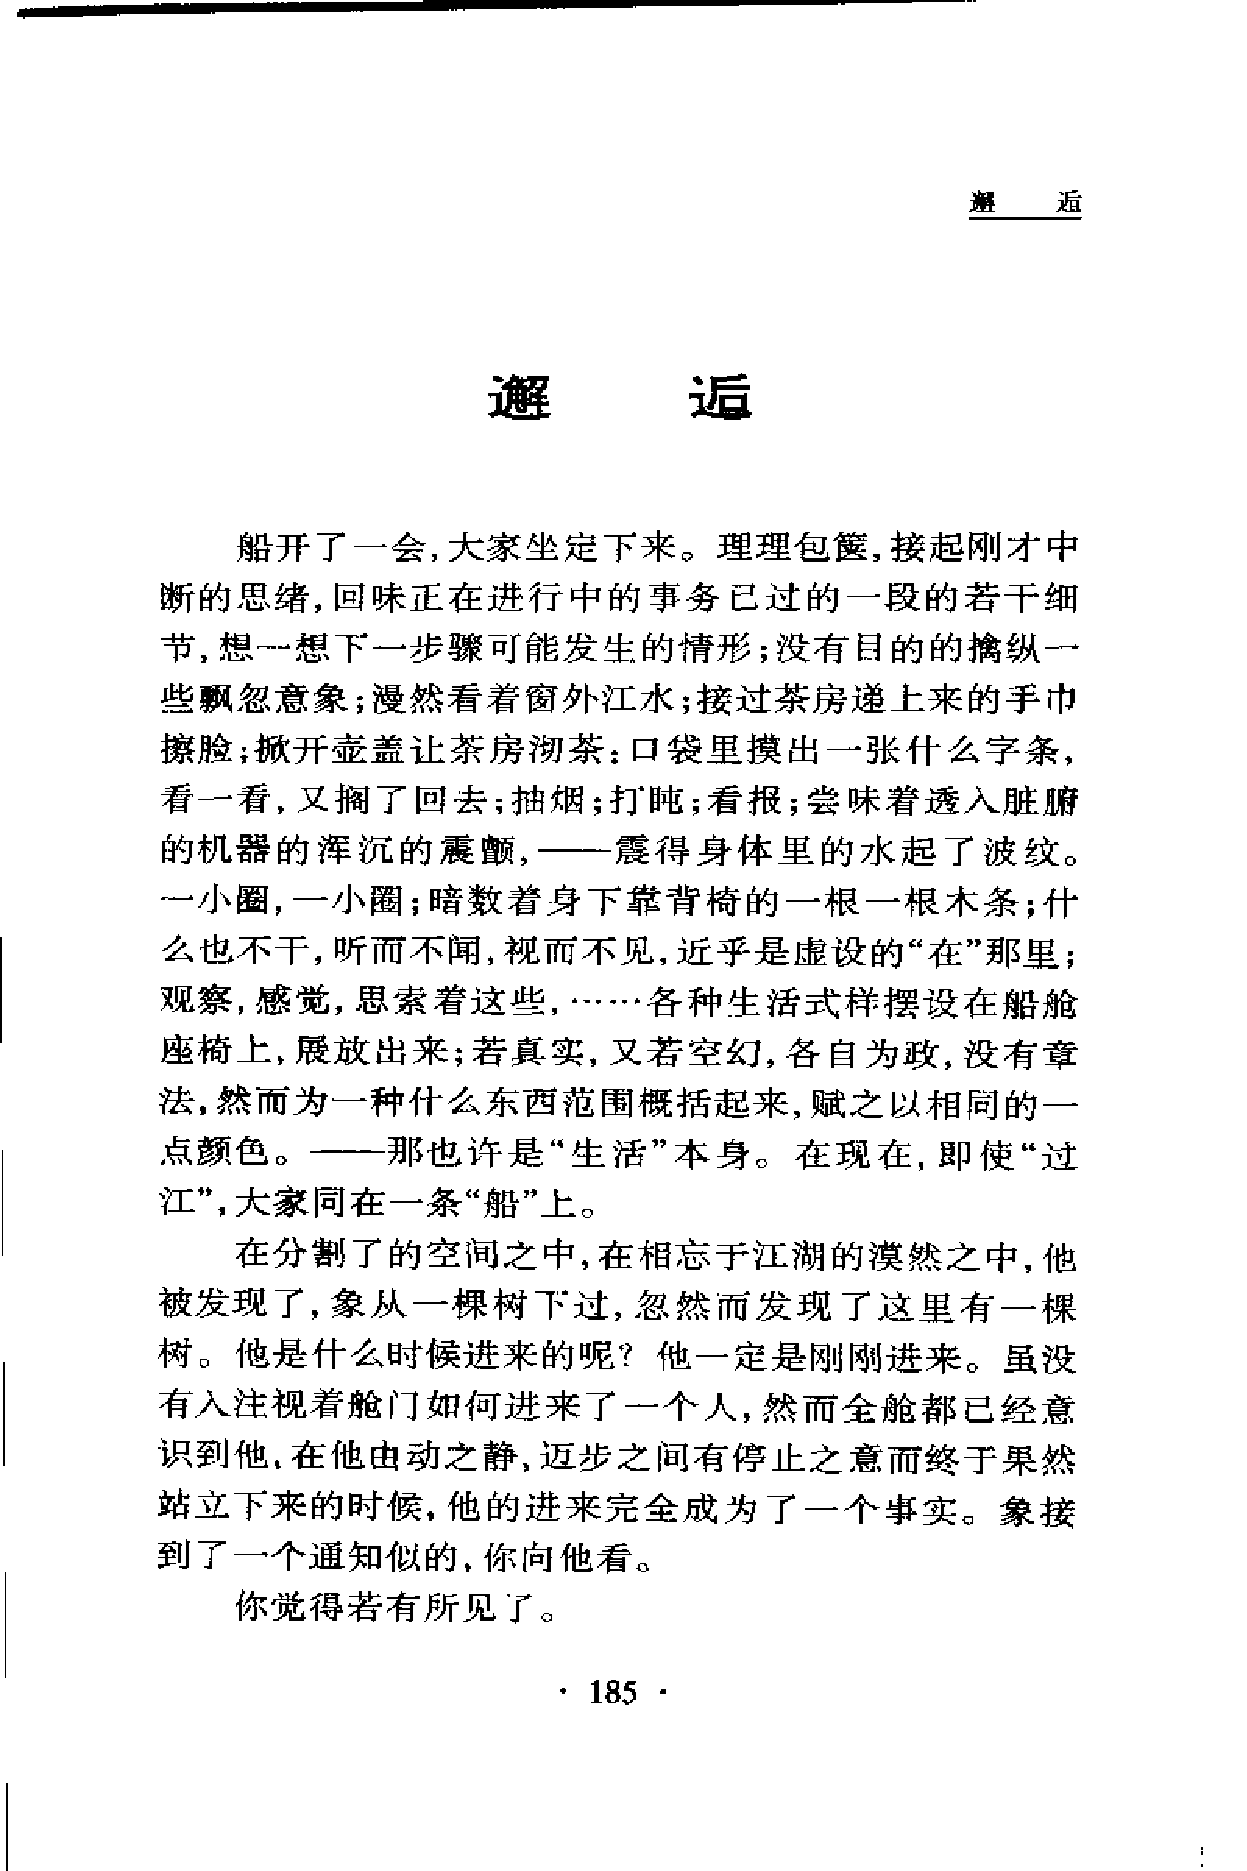 邂 逅
邂 逅
船开了一会,大家坐定下来。理理包箧,接起刚才中
断的思绪,回味正在进行中的事务已过的一段的若干细
节,想一想下一步骤可能发生的情形;没有目的的擒纵一
些飘忽意象;漫然看着窗外江水;接过茶房递上来的手巾
擦脸;掀开壶盖让茶房沏茶;口袋里摸出一张什么字条,
看一看,又搁了回去;抽烟;打盹;看报;尝味着透入脏腑
的机器的浑沉的震颤,——震得身体里的水起了波纹。
一小圈,一小圈;暗数着身下靠背椅的一根一根木条;什
么也不干,听而不闻,视而不见,近乎是虚设的“在”那里;
观察,感觉,思索着这些,……各种生活式样摆设在船舱
座椅上,展放出来;若真实,又若空幻,各自为政,没有章
法,然而为一种什么东西范围概括起来,赋之以相同的一
点颜色。——那也许是“生活”本身。在现在,即使“过
江”,大家同在一条“船”上。
在分割了的空间之中,在相忘于江湖的漠然之中,他
被发现了,象从一棵树下过,忽然而发现了这里有一棵
树。他是什么时候进来的呢?他一定是刚刚进来。虽没
有人注视着舱门如何进来了一个人,然而全舱都已经意
识到他,在他由动之静,迈步之间有停止之意而终于果然
站立下来的时候,他的进来完全成为了一个事实。象接
到了一个通知似的,你向他看。
你觉得若有所见了。
· 185 ·